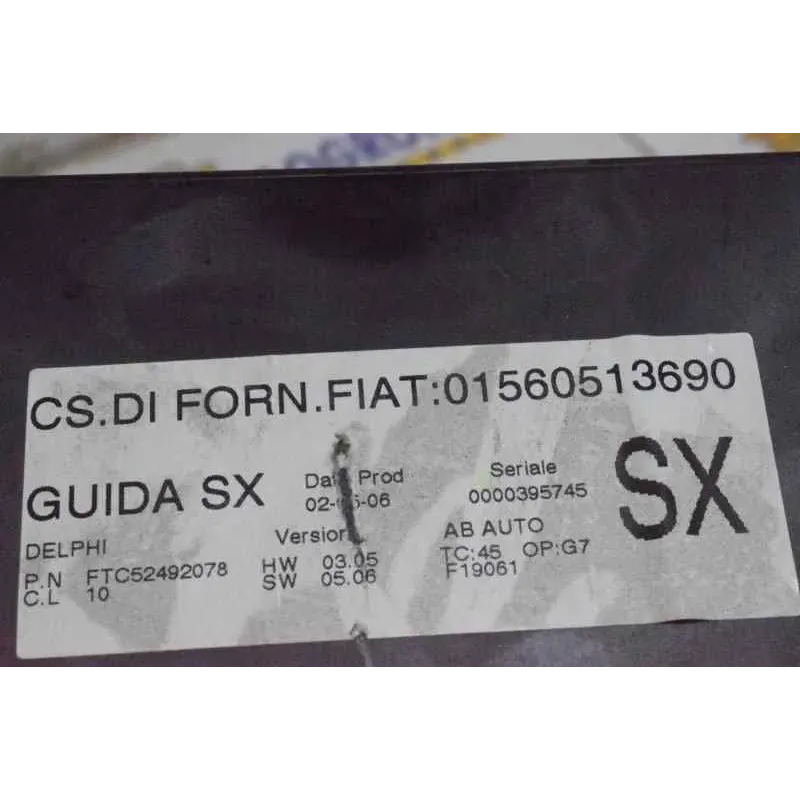 CS.DI FORN.FIAT:01560513690
GUIDA SX
Prod
Seriale
0000395745
SX
DELPHI
AB AUTO
P.N FTC52492078
HW 03.05
TC:45 OP:G7
C.L 10
SW 05.06
F19061